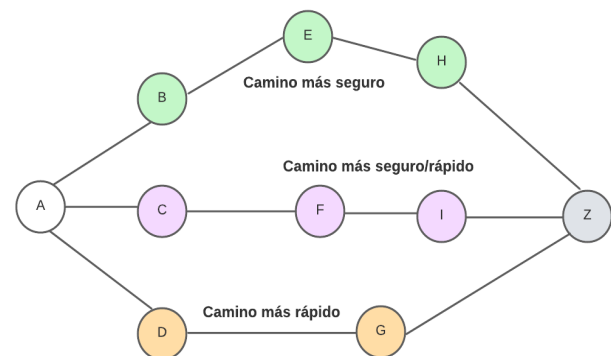 E
H
B
Camino más seguro
Camino más seguro/rápido
A
C
F
I
Z
Camino más rápido
D
G